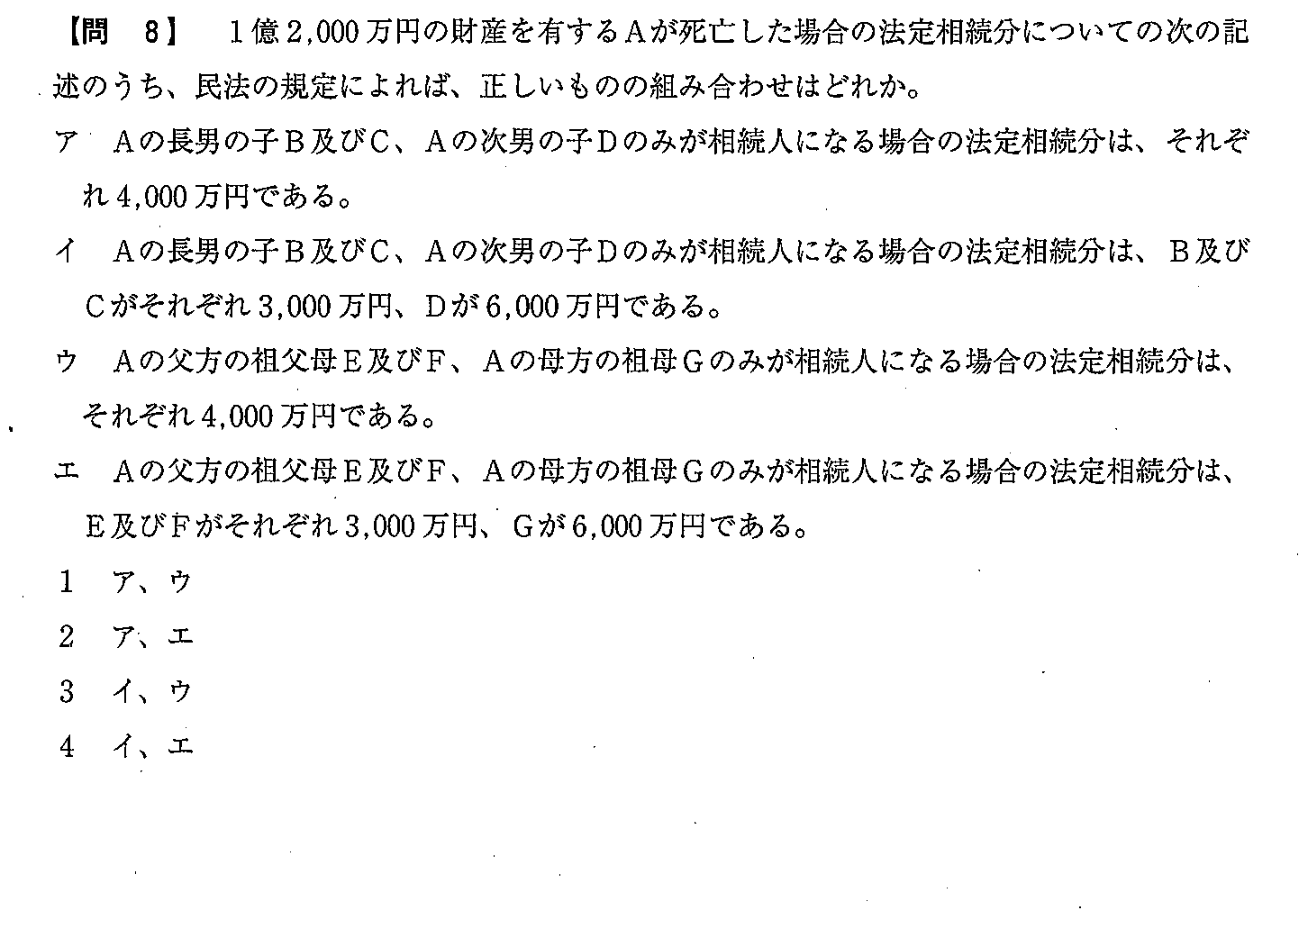 【問 8】 1億2,000万円の財産を有するAが死亡した場合の法定相続分についての次の記
述のうち、民法の規定によれば、正しいものの組み合わせはどれか。
ア Aの長男の子B及びC、Aの次男の子Dのみが相続人になる場合の法定相続分は、それぞ
れ4,000万円である。
イ Aの長男の子B及びC、Aの次男の子Dのみが相続人になる場合の法定相続分は、B及び
Cがそれぞれ3,000万円、Dが6,000万円である。
ウ Aの父方の祖父母E及びF、Aの母方の祖母Gのみが相続人になる場合の法定相続分は、
それぞれ4,000万円である。
エ Aの父方の祖父母E及びF、Aの母方の祖母Gのみが相続人になる場合の法定相続分は、
E及びFがそれぞれ3,000万円、Gが6,000万円である。
1 ア、ウ
2 ア、エ
3 イ、ウ
4 イ、エ